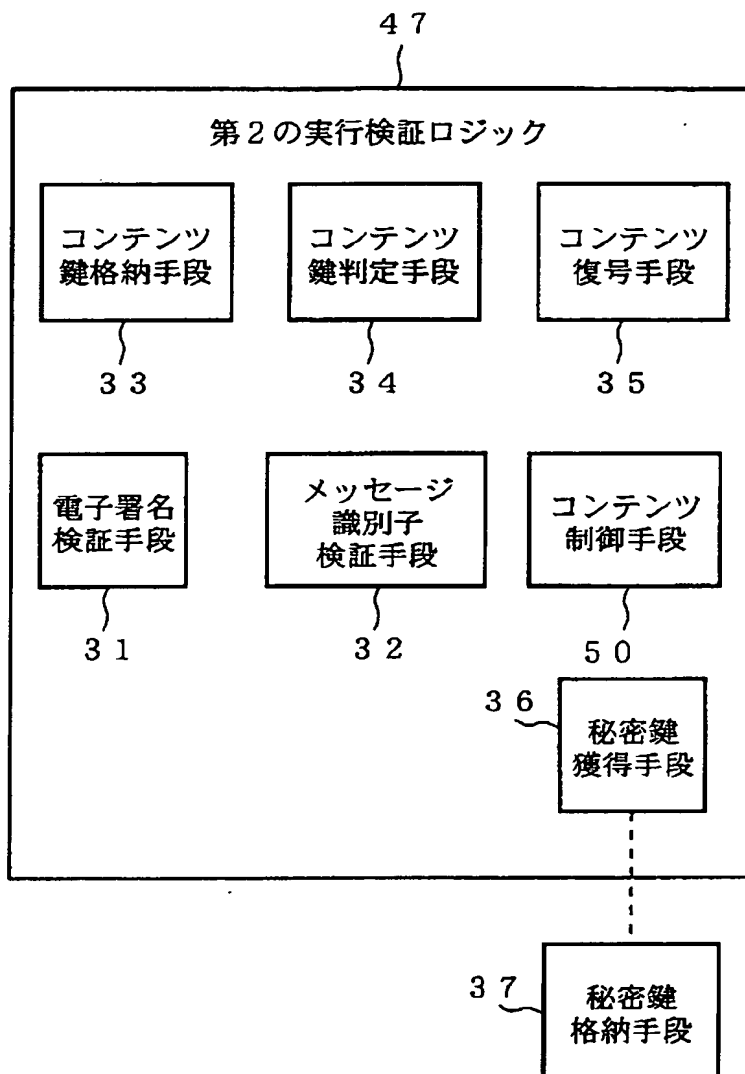 ４７
第２の実行検証ロジック
コンテンツ
鍵格納手段
コンテンツ
鍵判定手段
コンテンツ
復号手段
３３
３４
３５
電子署名
検証手段
メッセージ
識別子
検証手段
コンテンツ
制御手段
３１
３２
５０
３６
秘密鍵
獲得手段
３７
秘密鍵
格納手段